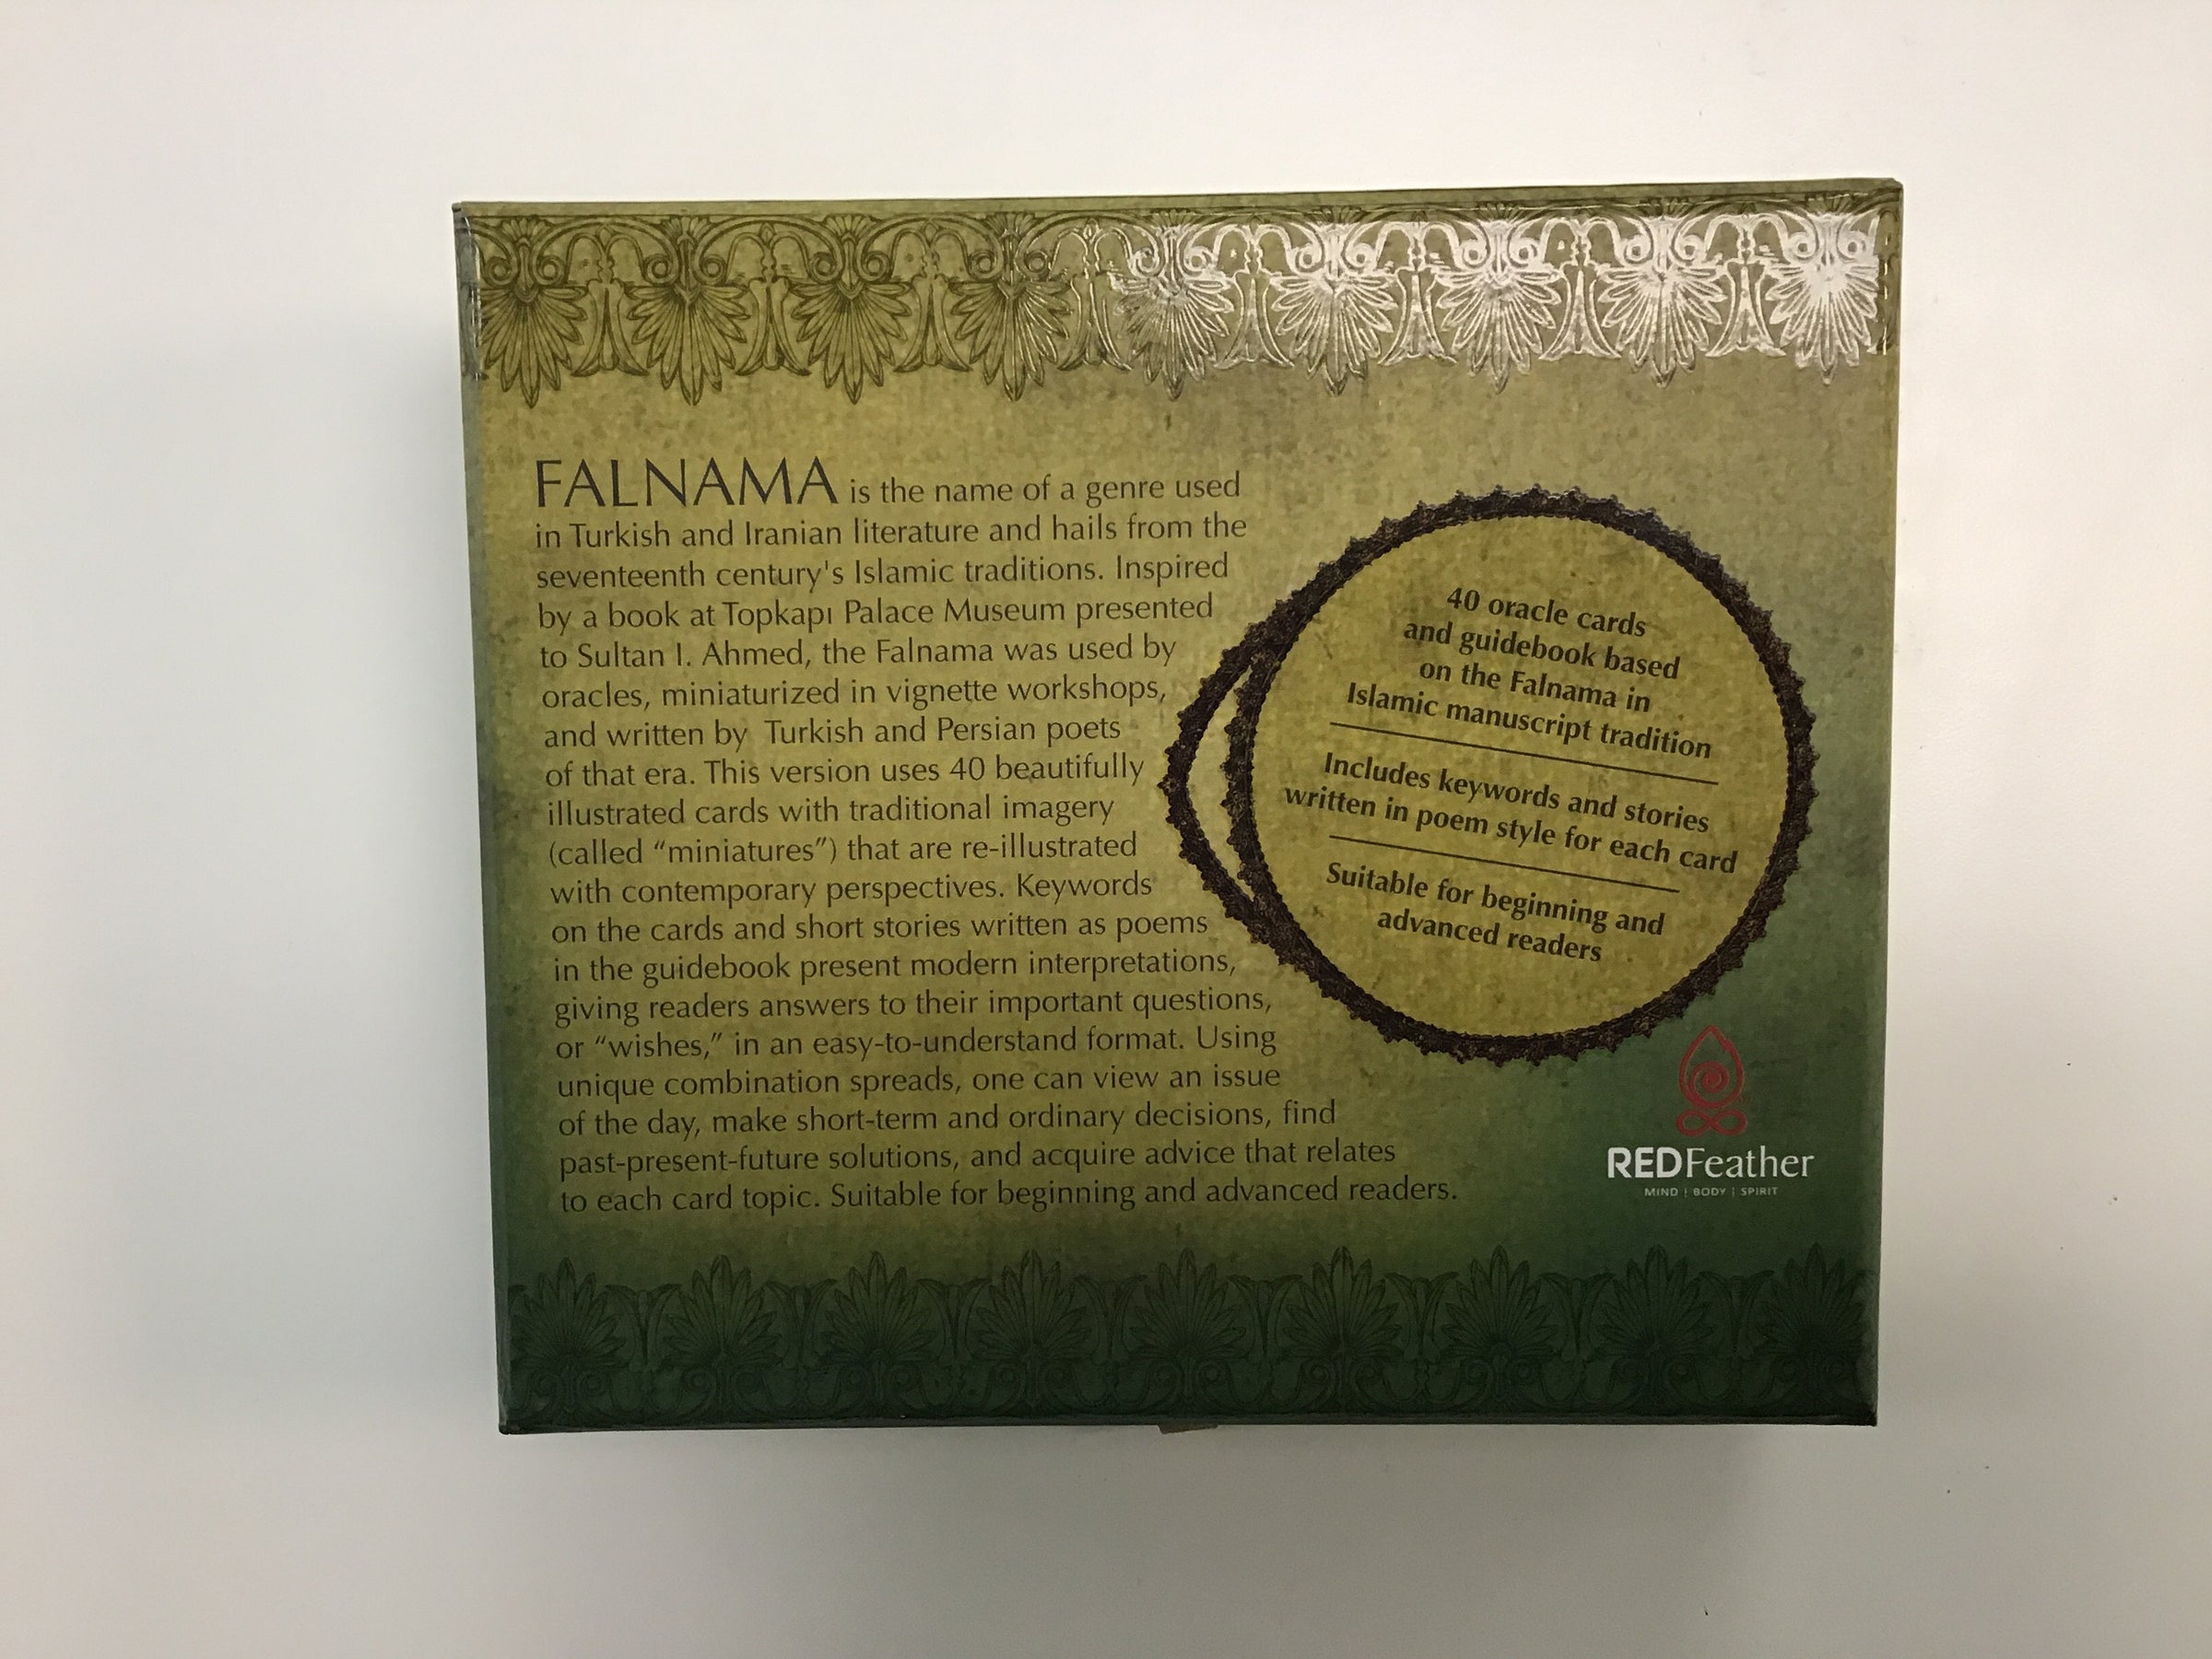 FALNAMA is the name of a genre used
in Turkish and Iranian literature and hails from the
seventeenth century's Islamic traditions. Inspired
by a book at Topkapı Palace Museum presented
to Sultan I. Ahmed, the Falnama was used by
oracles, miniaturized in vignette workshops,
and written by Turkish and Persian poets
of that era. This version uses 40 beautifully
illustrated cards with traditional imagery
(called “miniatures”) that are re-illustrated
with contemporary perspectives. Keywords
on the cards and short stories written as poems
in the guidebook present modern interpretations,
giving readers answers to their important questions,
or “wishes,” in an easy-to-understand format. Using
unique combination spreads, one can view an issue
of the day, make short-term and ordinary decisions, find
past-present-future solutions, and acquire advice that relates
to each card topic. Suitable for beginning and advanced readers.
40 oracle cards
and guidebook based
on the Falnama in
Islamic manuscript tradition
Includes keywords and stories
written in poem style for each card
Suitable for beginning and
advanced readers
REDFeather
MIND | BODY | SPIRIT